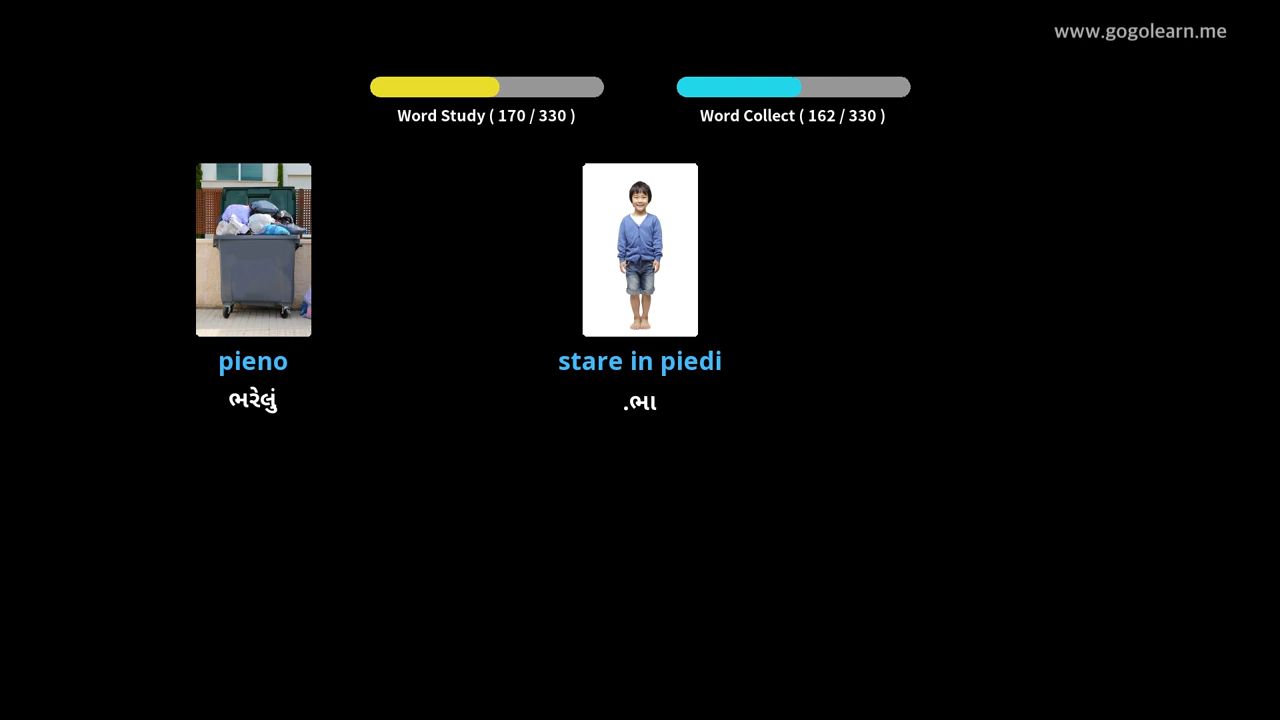 www.gogolearn.me
Word Study ( 170 / 330 )
Word Collect ( 162 / 330 )
pieno
stare in piedi
ભરેલું
.ભા